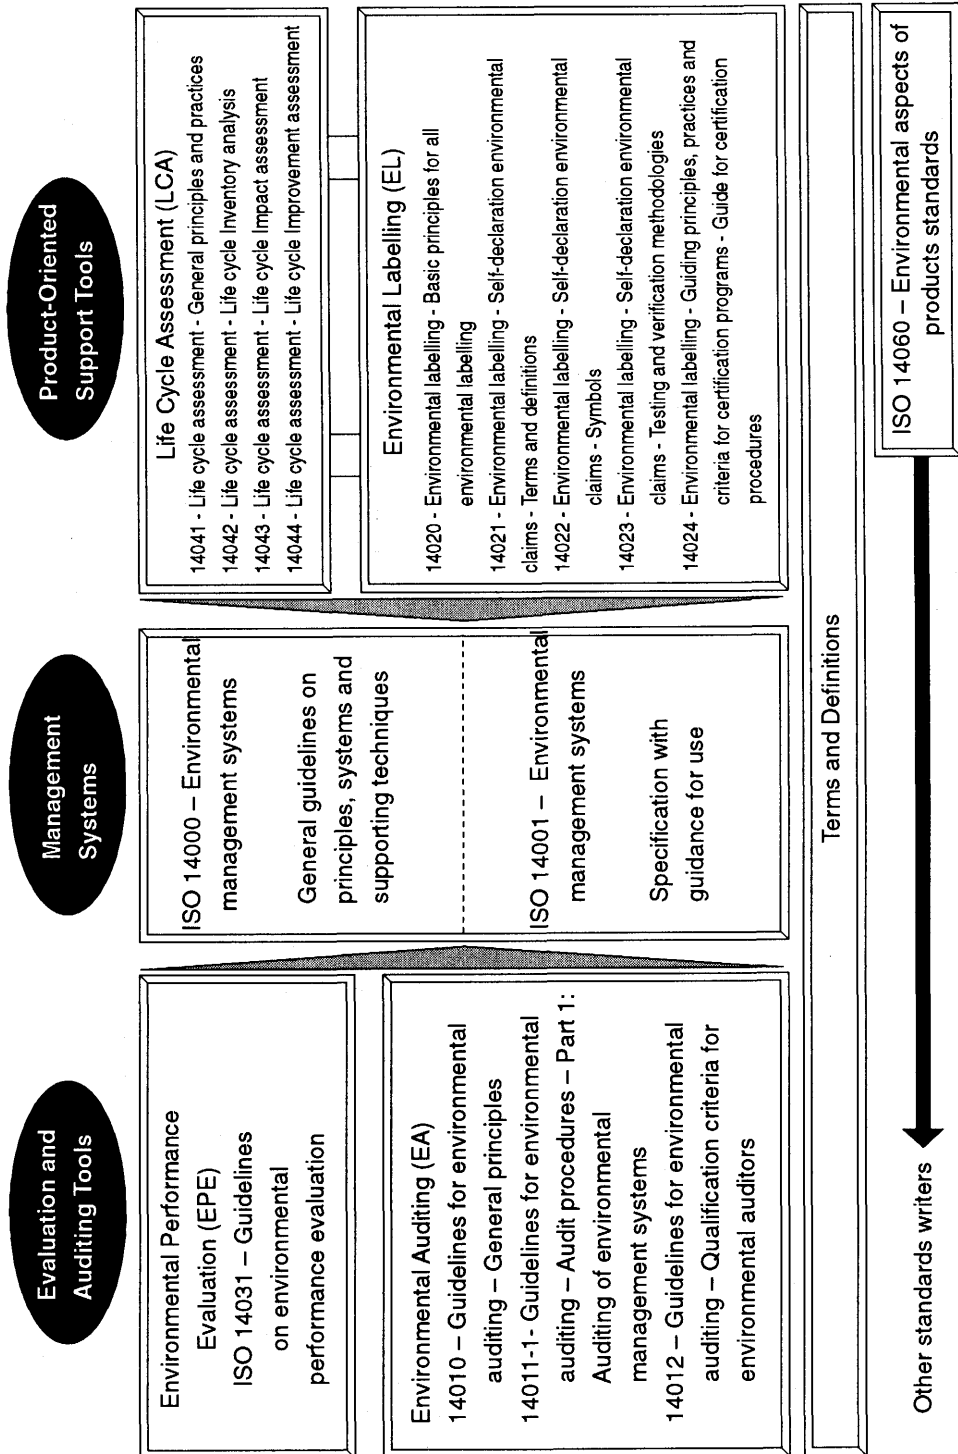 Evaluation and
Auditing Tools
Management
Systems
Product-Oriented
Support Tools
Environmental Performance
Evaluation (EPE)
ISO 14031 – Guidelines
on environmental
performance evaluation
Environmental Auditing (EA)
14010 – Guidelines for environmental
auditing – General principles
14011-1- Guidelines for environmental
auditing – Audit procedures – Part 1:
Auditing of environmental
management systems
14012 – Guidelines for environmental
auditing – Qualification criteria for
environmental auditors
ISO 14000 – Environmental
management systems
General guidelines on
principles, systems and
supporting techniques
ISO 14001 – Environmental
management systems
Specification with
guidance for use
Life Cycle Assessment (LCA)
14041 - Life cycle assessment - General principles and practices
14042 - Life cycle assessment - Life cycle Inventory analysis
14043 - Life cycle assessment - Life cycle Impact assessment
14044 - Life cycle assessment - Life cycle Improvement assessment
Environmental Labelling (EL)
14020 - Environmental labelling - Basic principles for all
environmental labelling
14021 - Environmental labelling - Self-declaration environmental
claims - Terms and definitions
14022 - Environmental labelling - Self-declaration environmental
claims - Symbols
14023 - Environmental labelling - Self-declaration environmental
claims - Testing and verification methodologies
14024 - Environmental labelling - Guiding principles, practices and
criteria for certification programs - Guide for certification
procedures
Terms and Definitions
Other standards writers
ISO 14060 – Environmental aspects of
products standards